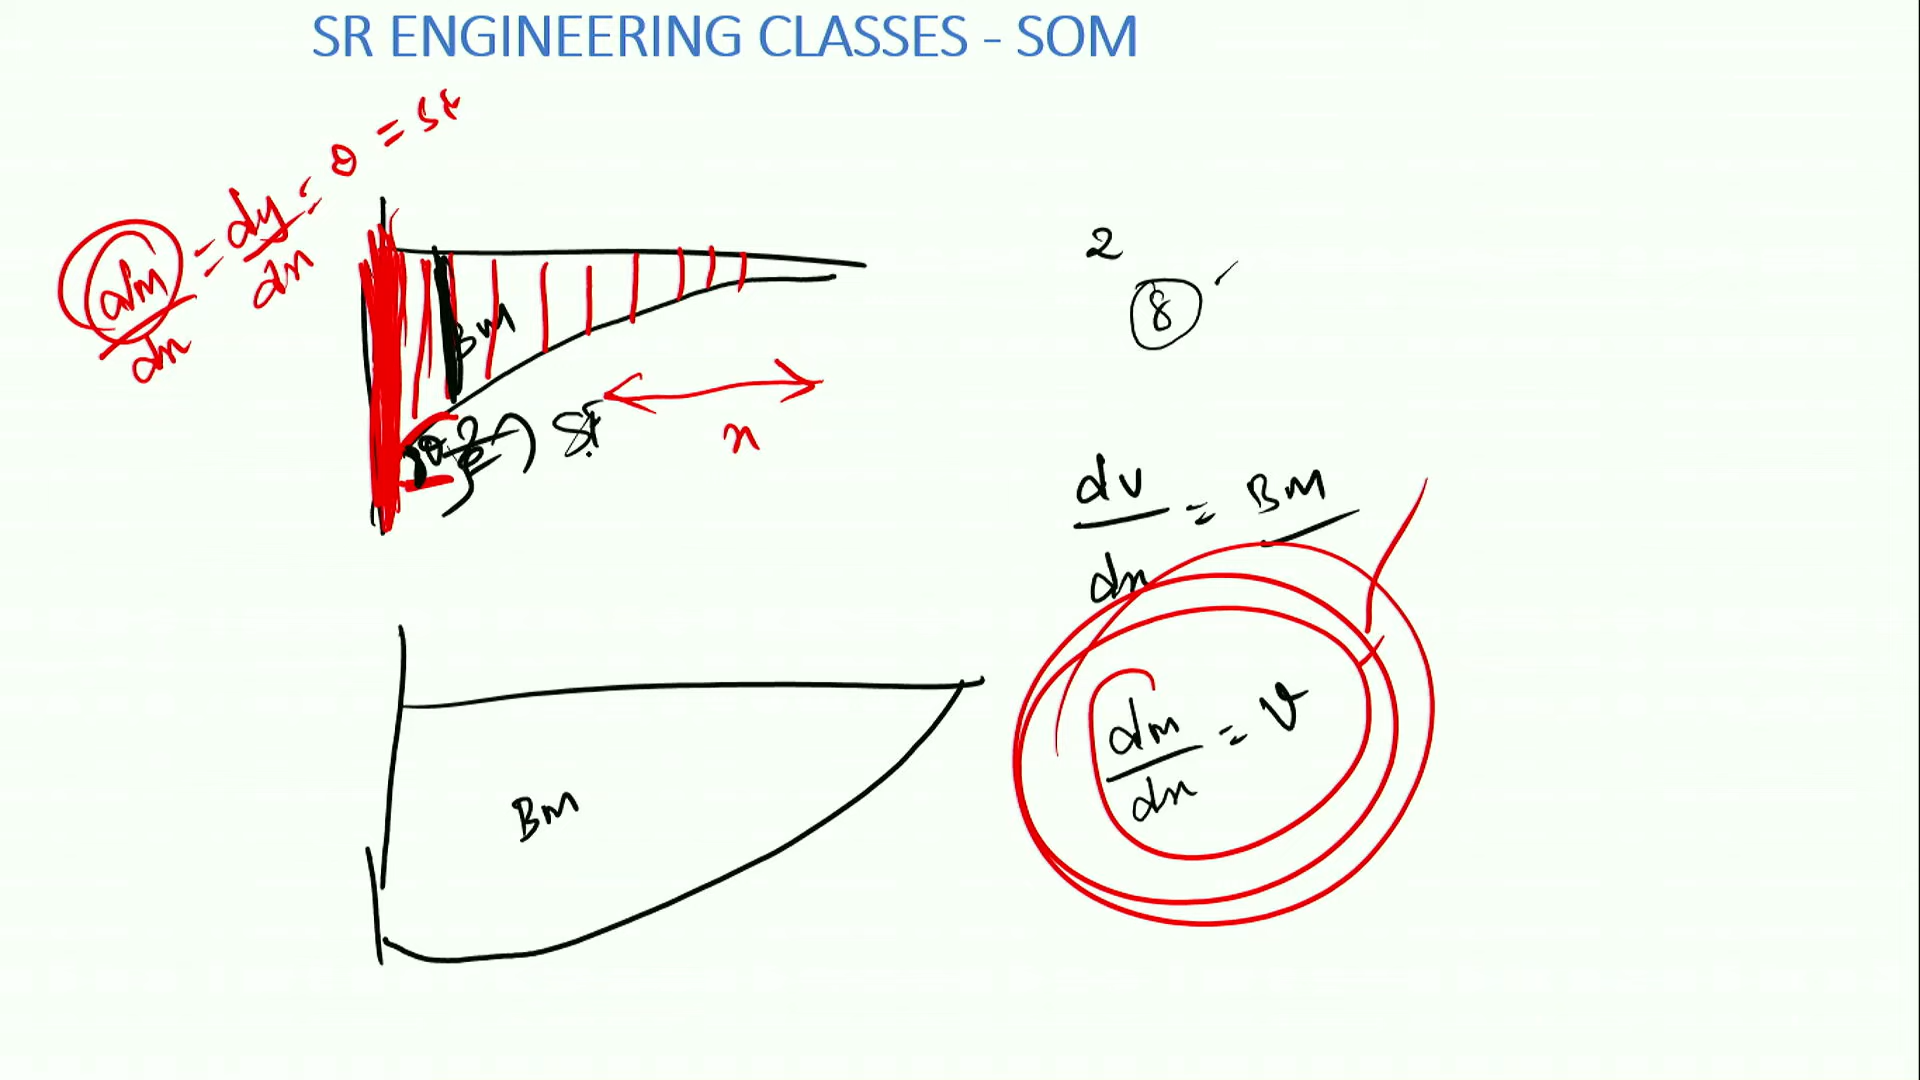 SR ENGINEERING CLASSES - SOM
dm/dx = dy/dx = θ = SF
2
8
BM
SF
x
dv/dx = BM
dm/dx = v
BM